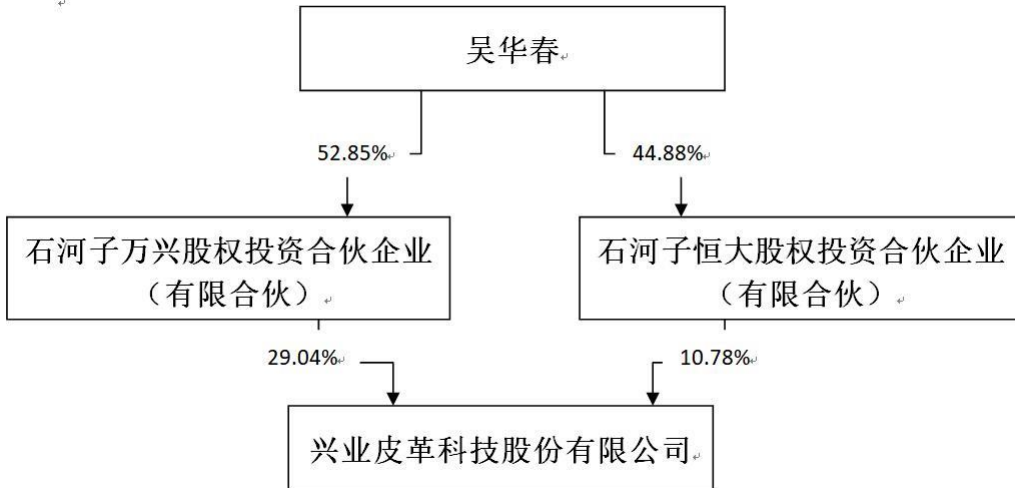 吴华春
52.85%
44.88%
石河子万兴股权投资合伙企业
（有限合伙）
石河子恒大股权投资合伙企业
（有限合伙）
29.04%
10.78%
兴业皮革科技股份有限公司